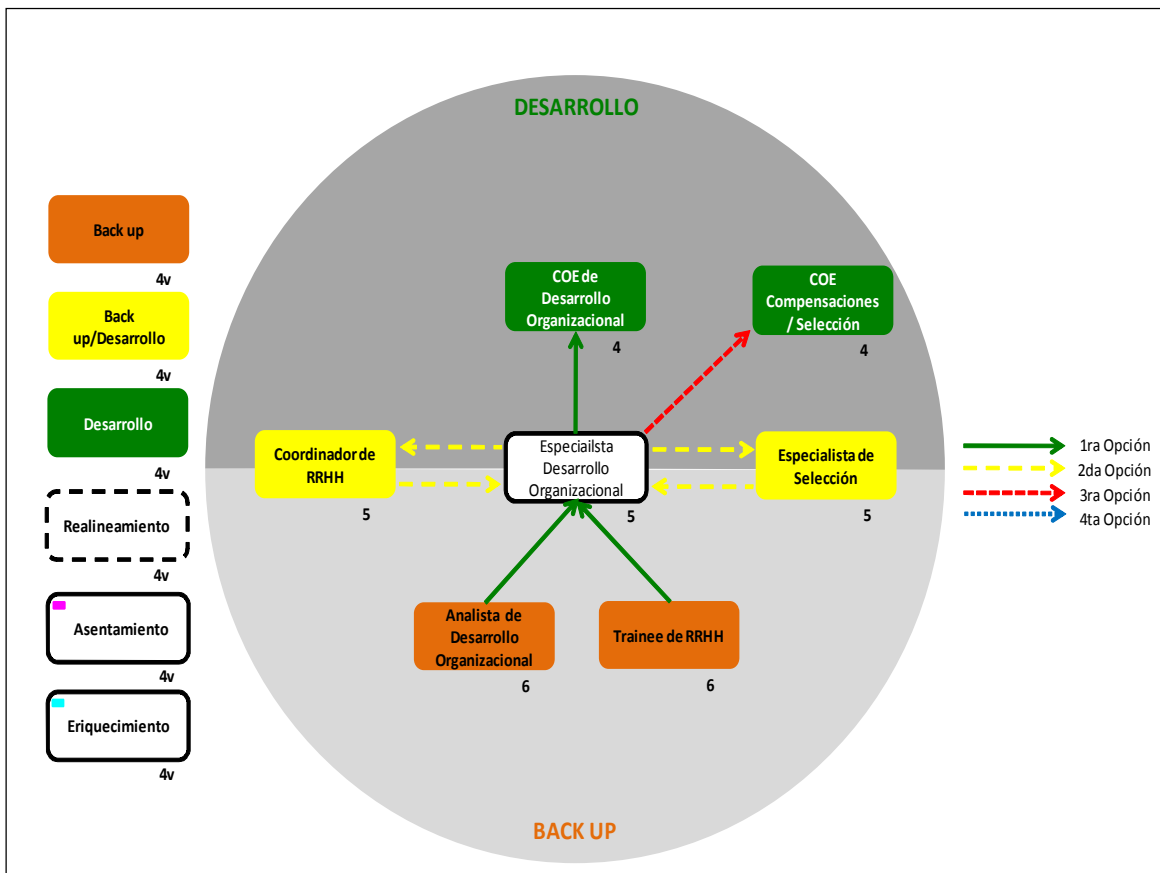 DESARROLLO
Back up
4v
Back
up/Desarrollo
4v
Desarrollo
4v
Realineamiento
4v
Asentamiento
4v
Eriquecimiento
4v
COE de
Desarrollo
Organizacional
4
COE
Compensaciones
/ Selección
4
Coordinador de
RRHH
5
Especiailsta
Desarrollo
Organizacional
5
Especialista de
Selección
5
Analista de
Desarrollo
Organizacional
6
Trainee de RRHH
6
BACK UP
1ra Opción
2da Opción
3ra Opción
4ta Opción